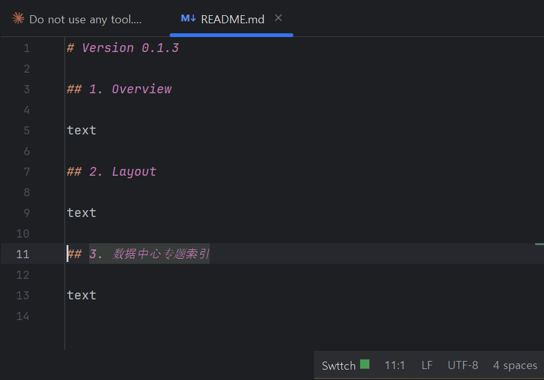 Do not use any tool.... M↓ README.md ×
1 # Version 0.1.3
2
3 ## 1. Overview
4
5 text
6
7 ## 2. Layout
8
9 text
10
11 ## 3. 数据中心专题索引
12
13 text
14
Swttch 11:1 LF UTF-8 4 spaces